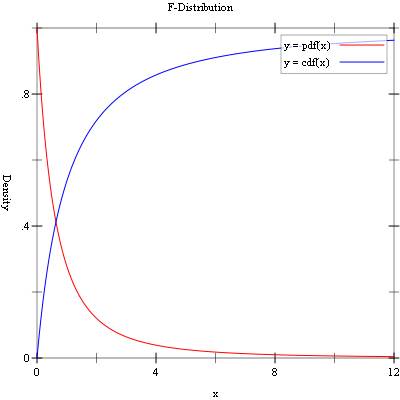 F-Distribution
y = pdf(x)
y = cdf(x)
.8
.4
0
Density
0 4 8 12
x